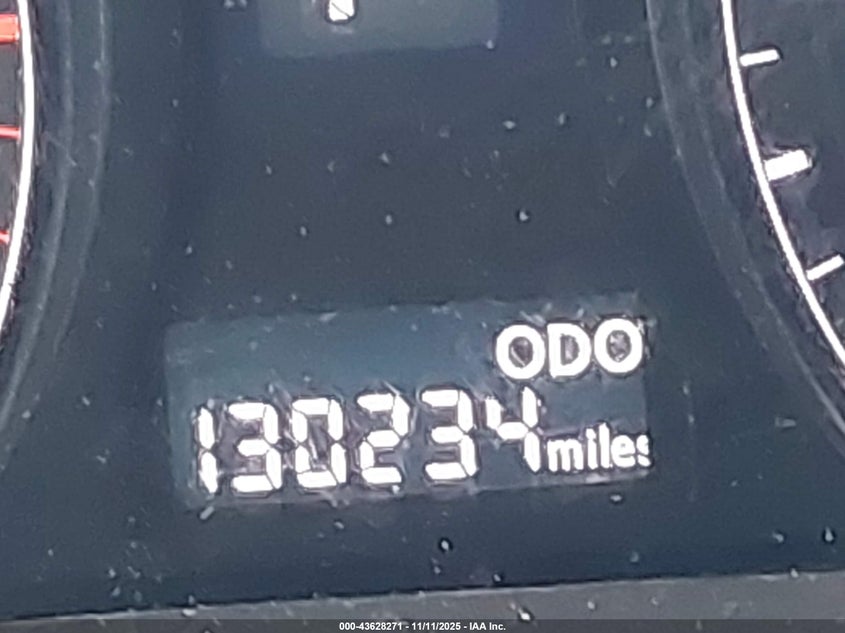 ODO
130234 miles
000-43628271 - 11/11/2025 - IAA Inc.